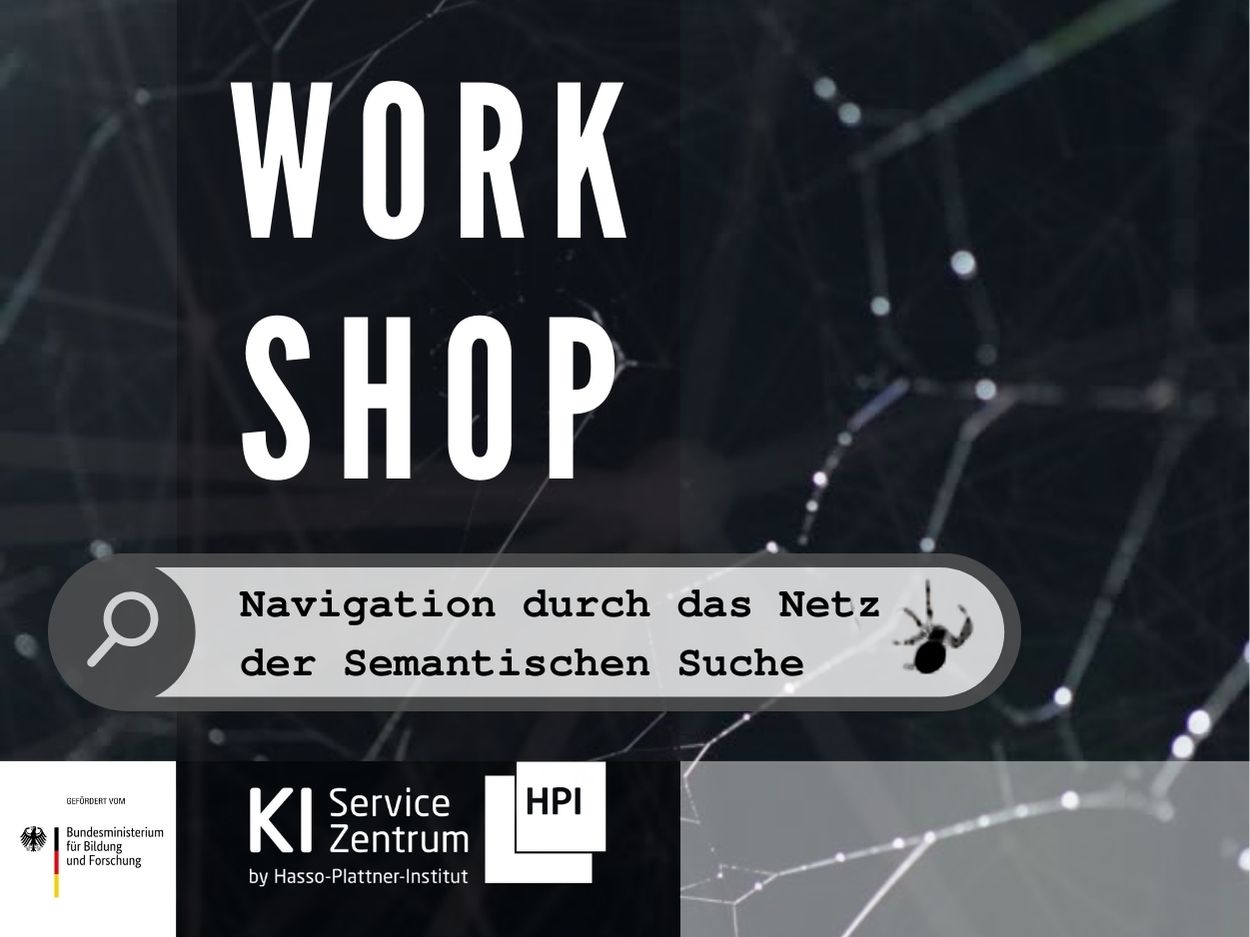 WORK
SHOP
Navigation durch das Netz
der Semantischen Suche
GEFÖRDERT VOM
Bundesministerium
für Bildung
und Forschung
KI Service
Zentrum
by Hasso-Plattner-Institut
HPI